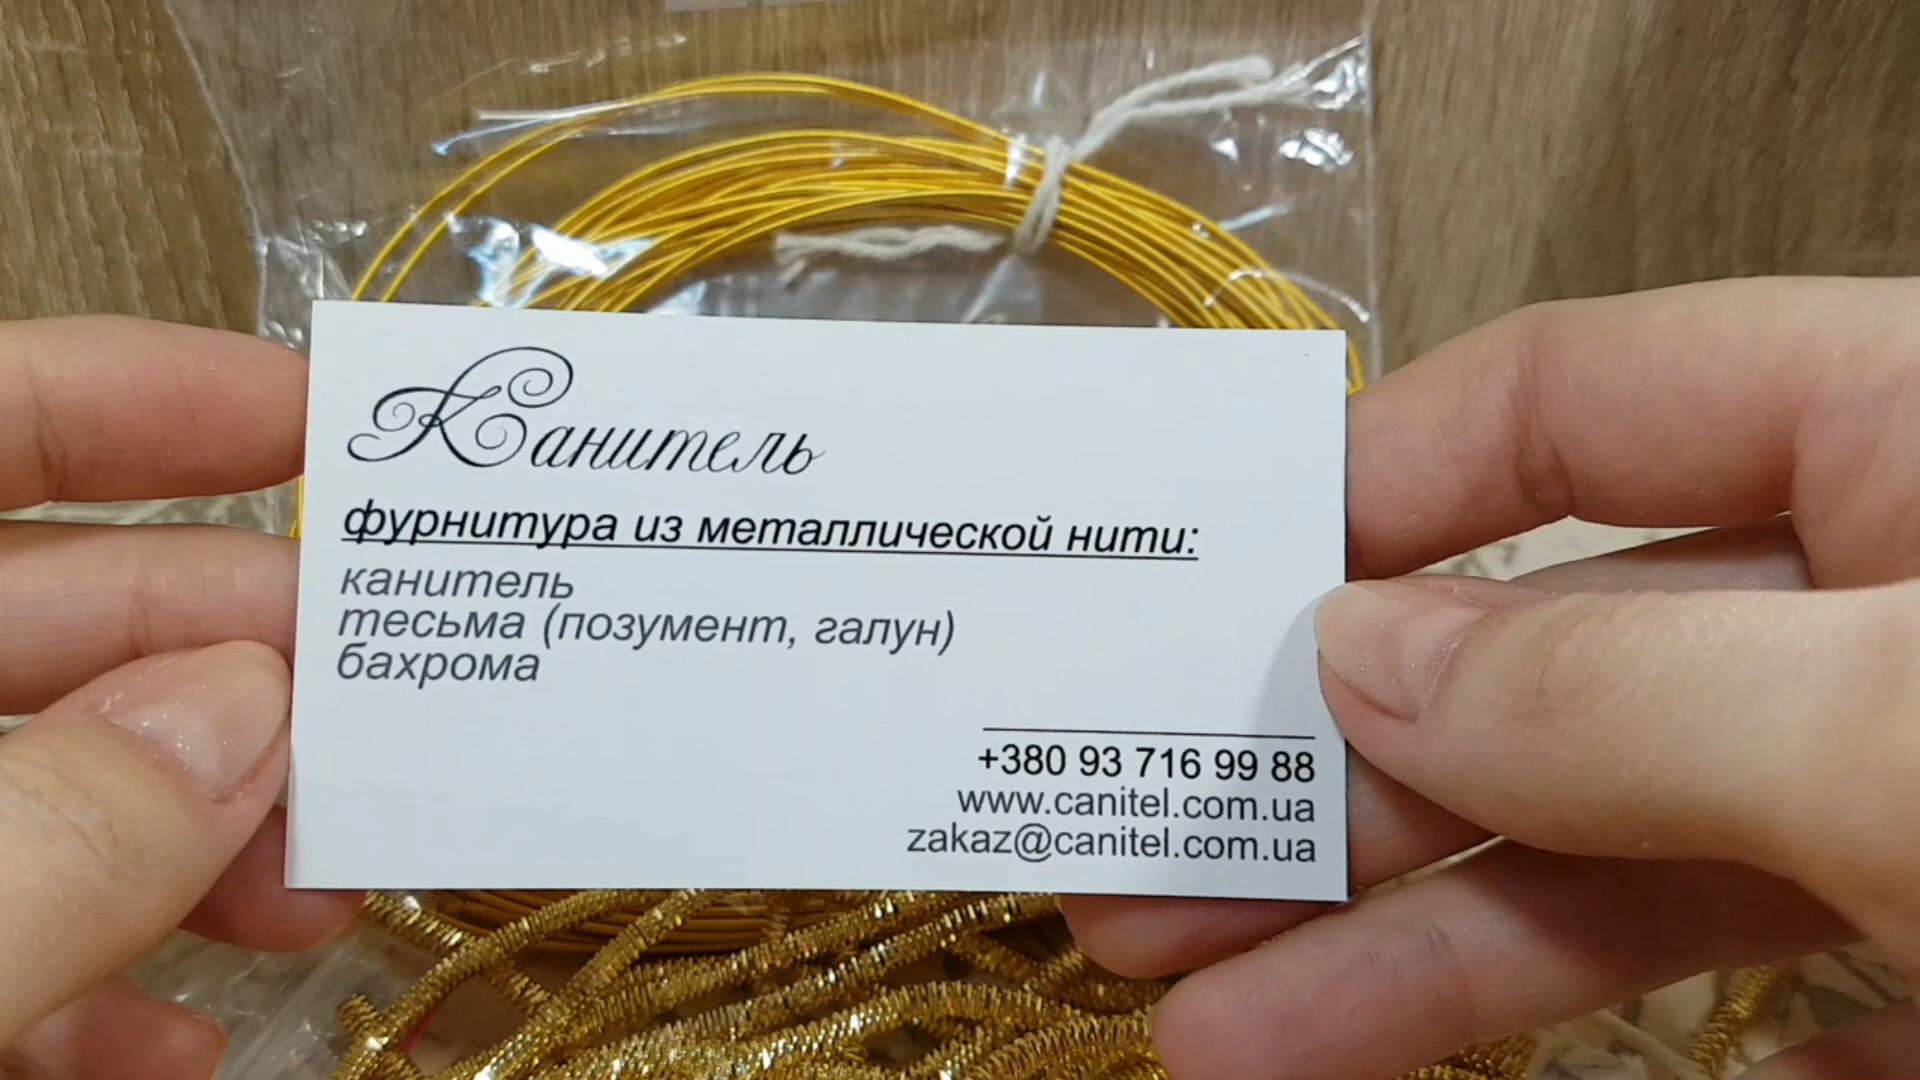 Канитель
фурнитура из металлической нити:
канитель
тесьма (позумент, галун)
бахрома
+380 93 716 99 88
www.canitel.com.ua
zakaz@canitel.com.ua